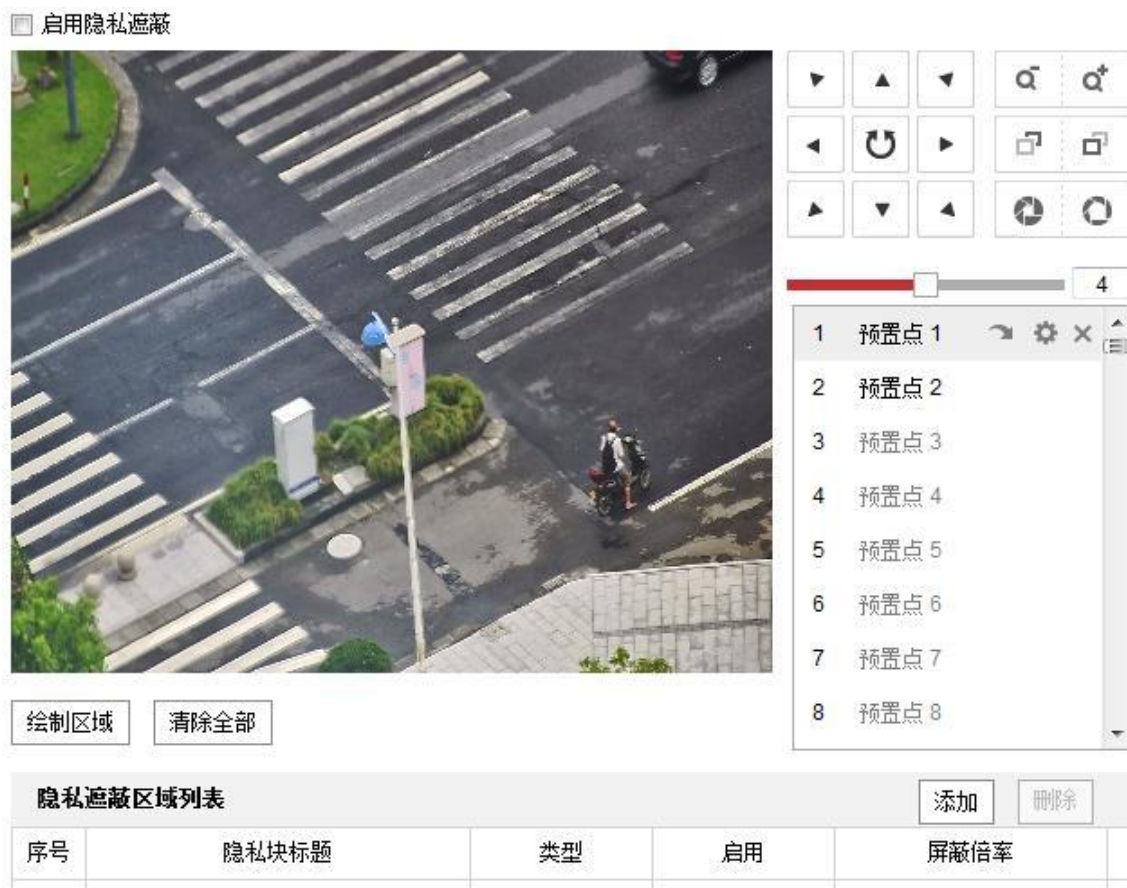 启用隐私遮蔽
4
1 预置点 1
2 预置点 2
3 预置点 3
4 预置点 4
5 预置点 5
6 预置点 6
7 预置点 7
8 预置点 8
绘制区域 清除全部
隐私遮蔽区域列表 添加 删除
序号 隐私块标题 类型 启用 屏蔽倍率